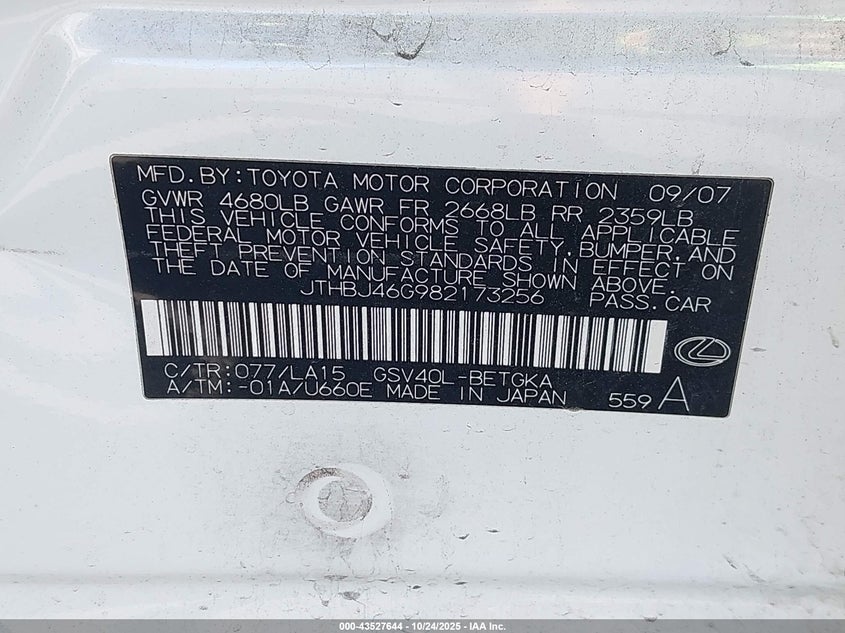 MFD. BY: TOYOTA MOTOR CORPORATION 09/07
GVWR 4680LB GAWR FR 2668LB RR 2359LB
THIS VEHICLE CONFORMS TO ALL APPLICABLE
FEDERAL MOTOR VEHICLE SAFETY, BUMPER, AND
THEFT PREVENTION STANDARDS IN EFFECT ON
THE DATE OF MANUFACTURE SHOWN ABOVE.
JTHBJ46G982173256 PASS. CAR
C/TR: 077/LA15 GSV40L-BETGKA
A/TM: -01A/U660E MADE IN JAPAN 559 A
000-43527644 | 10/24/2025 - IAA Inc.